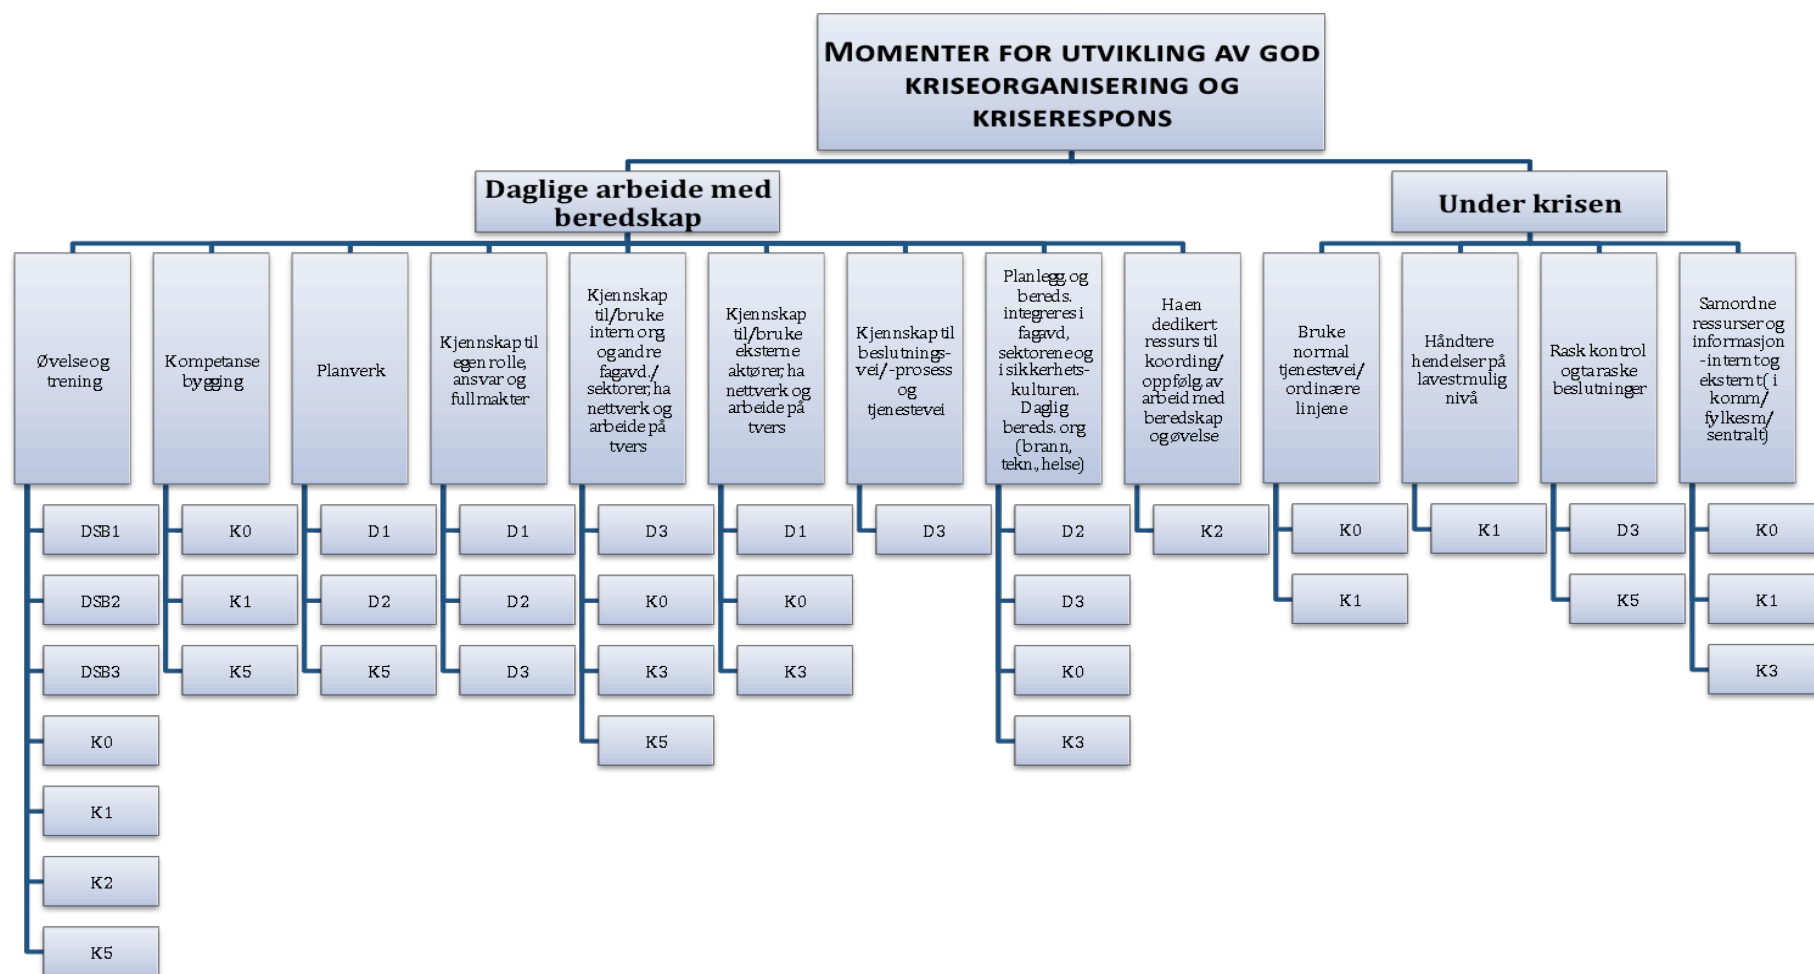 MOMENTER FOR UTVIKLING AV GOD
KRISEORGANISERING OG
KRISERESPONS
Daglige arbeide med
beredskap
Under krisen
Øvelse og
trening
Kompetanse
bygging
Planverk
Kjennskap til
egen rolle,
ansvar og
fullmakter
Kjennskap
til/bruke
intern org
og andre
fagavd./
sektorer, ha
nettverk og
arbeide på
tvers
Kjennskap
til/bruke
eksterne
aktører, ha
nettverk og
arbeide på
tvers
Kjennskap til
beslutnings-
vei/-prosess
og
tjenestevei
Planlegg. og
bereds.
integreres i
fagavd,
sektorene og
i sikkerhets-
kulturen.
Daglig
bereds. org
(brann,
tekn., helse)
Ha en
dedikert
ressurs til
koording/
oppfølg. av
arbeid med
beredskap
og øvelse
Bruke
normal
tjenestevei/
ordinære
linjene
Håndtere
hendelser på
lavest mulig
nivå
Rask kontrol
og ta raske
beslutninger
Samordne
ressurser og
informasjon
-internt og
eksternt( i
komm/
fylkesm/
sentralt)
DSB1
DSB2
DSB3
K0
K1
K2
K5
K0
K1
K5
D1
D2
K5
D1
D2
D3
D3
K0
K3
K5
D1
K0
K3
D3
D2
D3
K0
K3
K2
K0
K1
K1
D3
K5
K0
K1
K3